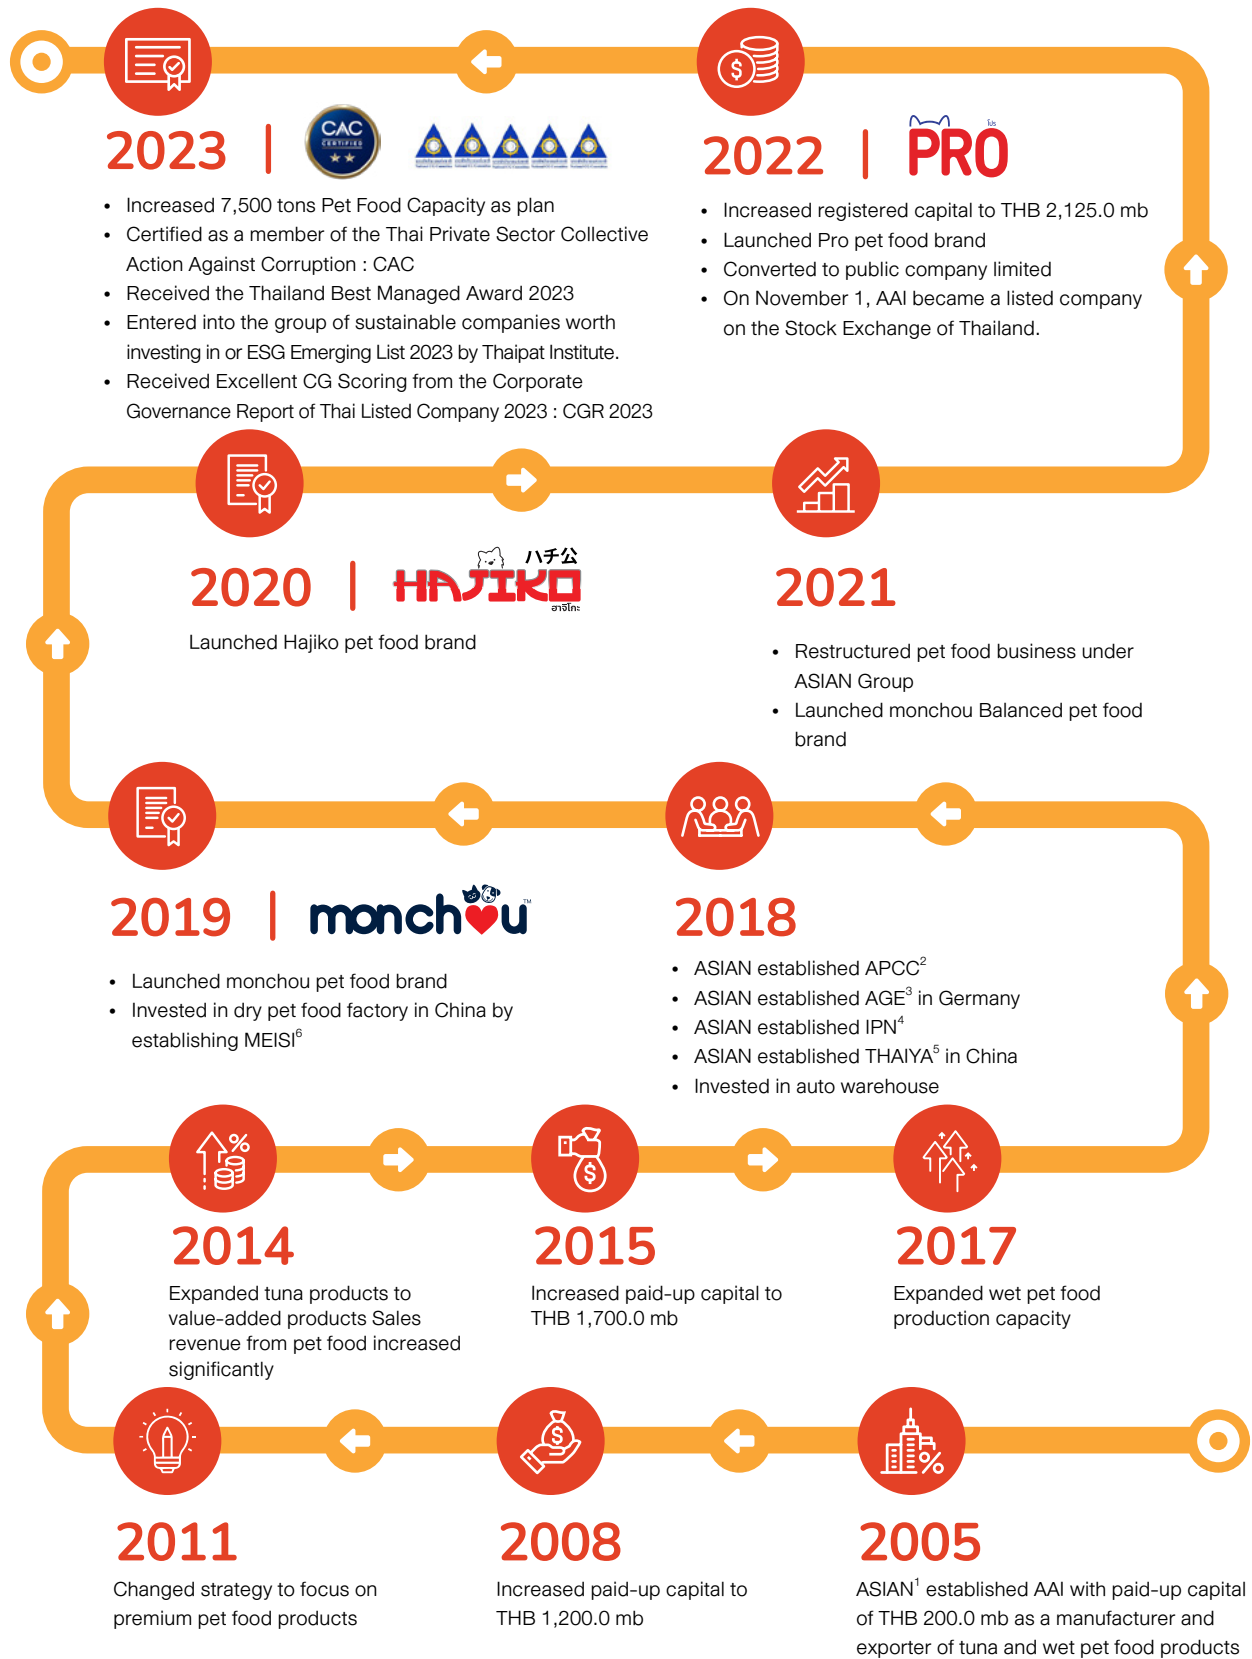 2023
CAC
CERTIFIED
• Increased 7,500 tons Pet Food Capacity as plan
• Certified as a member of the Thai Private Sector Collective
Action Against Corruption : CAC
• Received the Thailand Best Managed Award 2023
• Entered into the group of sustainable companies worth
investing in or ESG Emerging List 2023 by Thaipat Institute.
• Received Excellent CG Scoring from the Corporate
Governance Report of Thai Listed Company 2023 : CGR 2023
$
2022
โปร
PRO
• Increased registered capital to THB 2,125.0 mb
• Launched Pro pet food brand
• Converted to public company limited
• On November 1, AAI became a listed company
on the Stock Exchange of Thailand.
2020
ハチ公
HAJIKO
ฮาจิโกะ
Launched Hajiko pet food brand
2021
• Restructured pet food business under
ASIAN Group
• Launched monchou Balanced pet food
brand
2019
monchou™
• Launched monchou pet food brand
• Invested in dry pet food factory in China by
establishing MEISI⁶
2018
• ASIAN established APCC²
• ASIAN established AGE³ in Germany
• ASIAN established IPN⁴
• ASIAN established THAIYA⁵ in China
• Invested in auto warehouse
%
2014
Expanded tuna products to
value-added products Sales
revenue from pet food increased
significantly
$
2015
Increased paid-up capital to
THB 1,700.0 mb
2017
Expanded wet pet food
production capacity
2011
Changed strategy to focus on
premium pet food products
$
2008
Increased paid-up capital to
THB 1,200.0 mb
%
2005
ASIAN¹ established AAI with paid-up capital
of THB 200.0 mb as a manufacturer and
exporter of tuna and wet pet food products